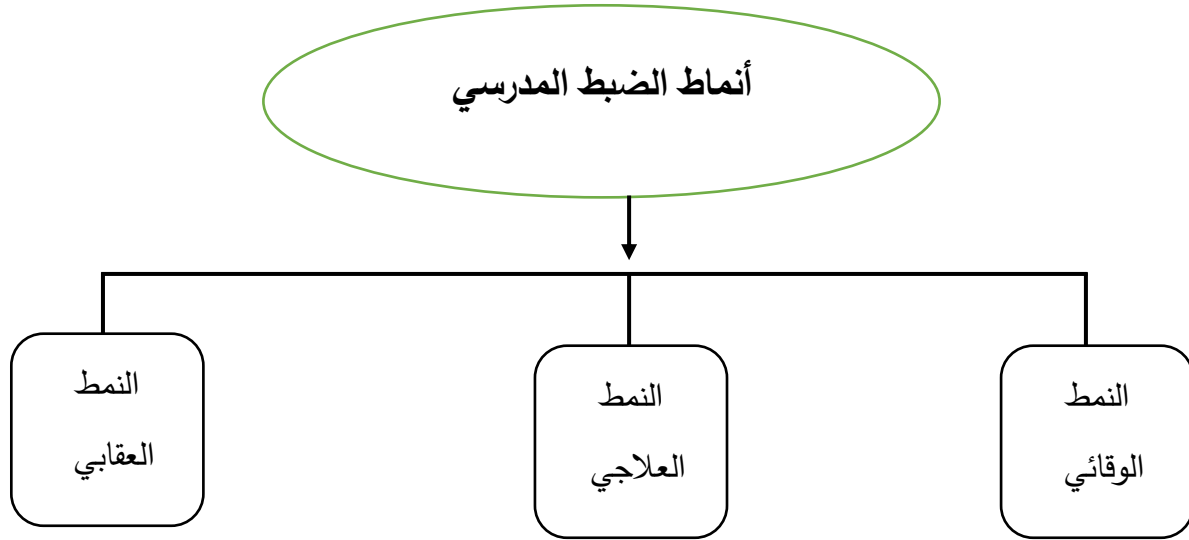 أنماط الضبط المدرسي
النمط
الوقائي
النمط
العلاجي
النمط
العقابي